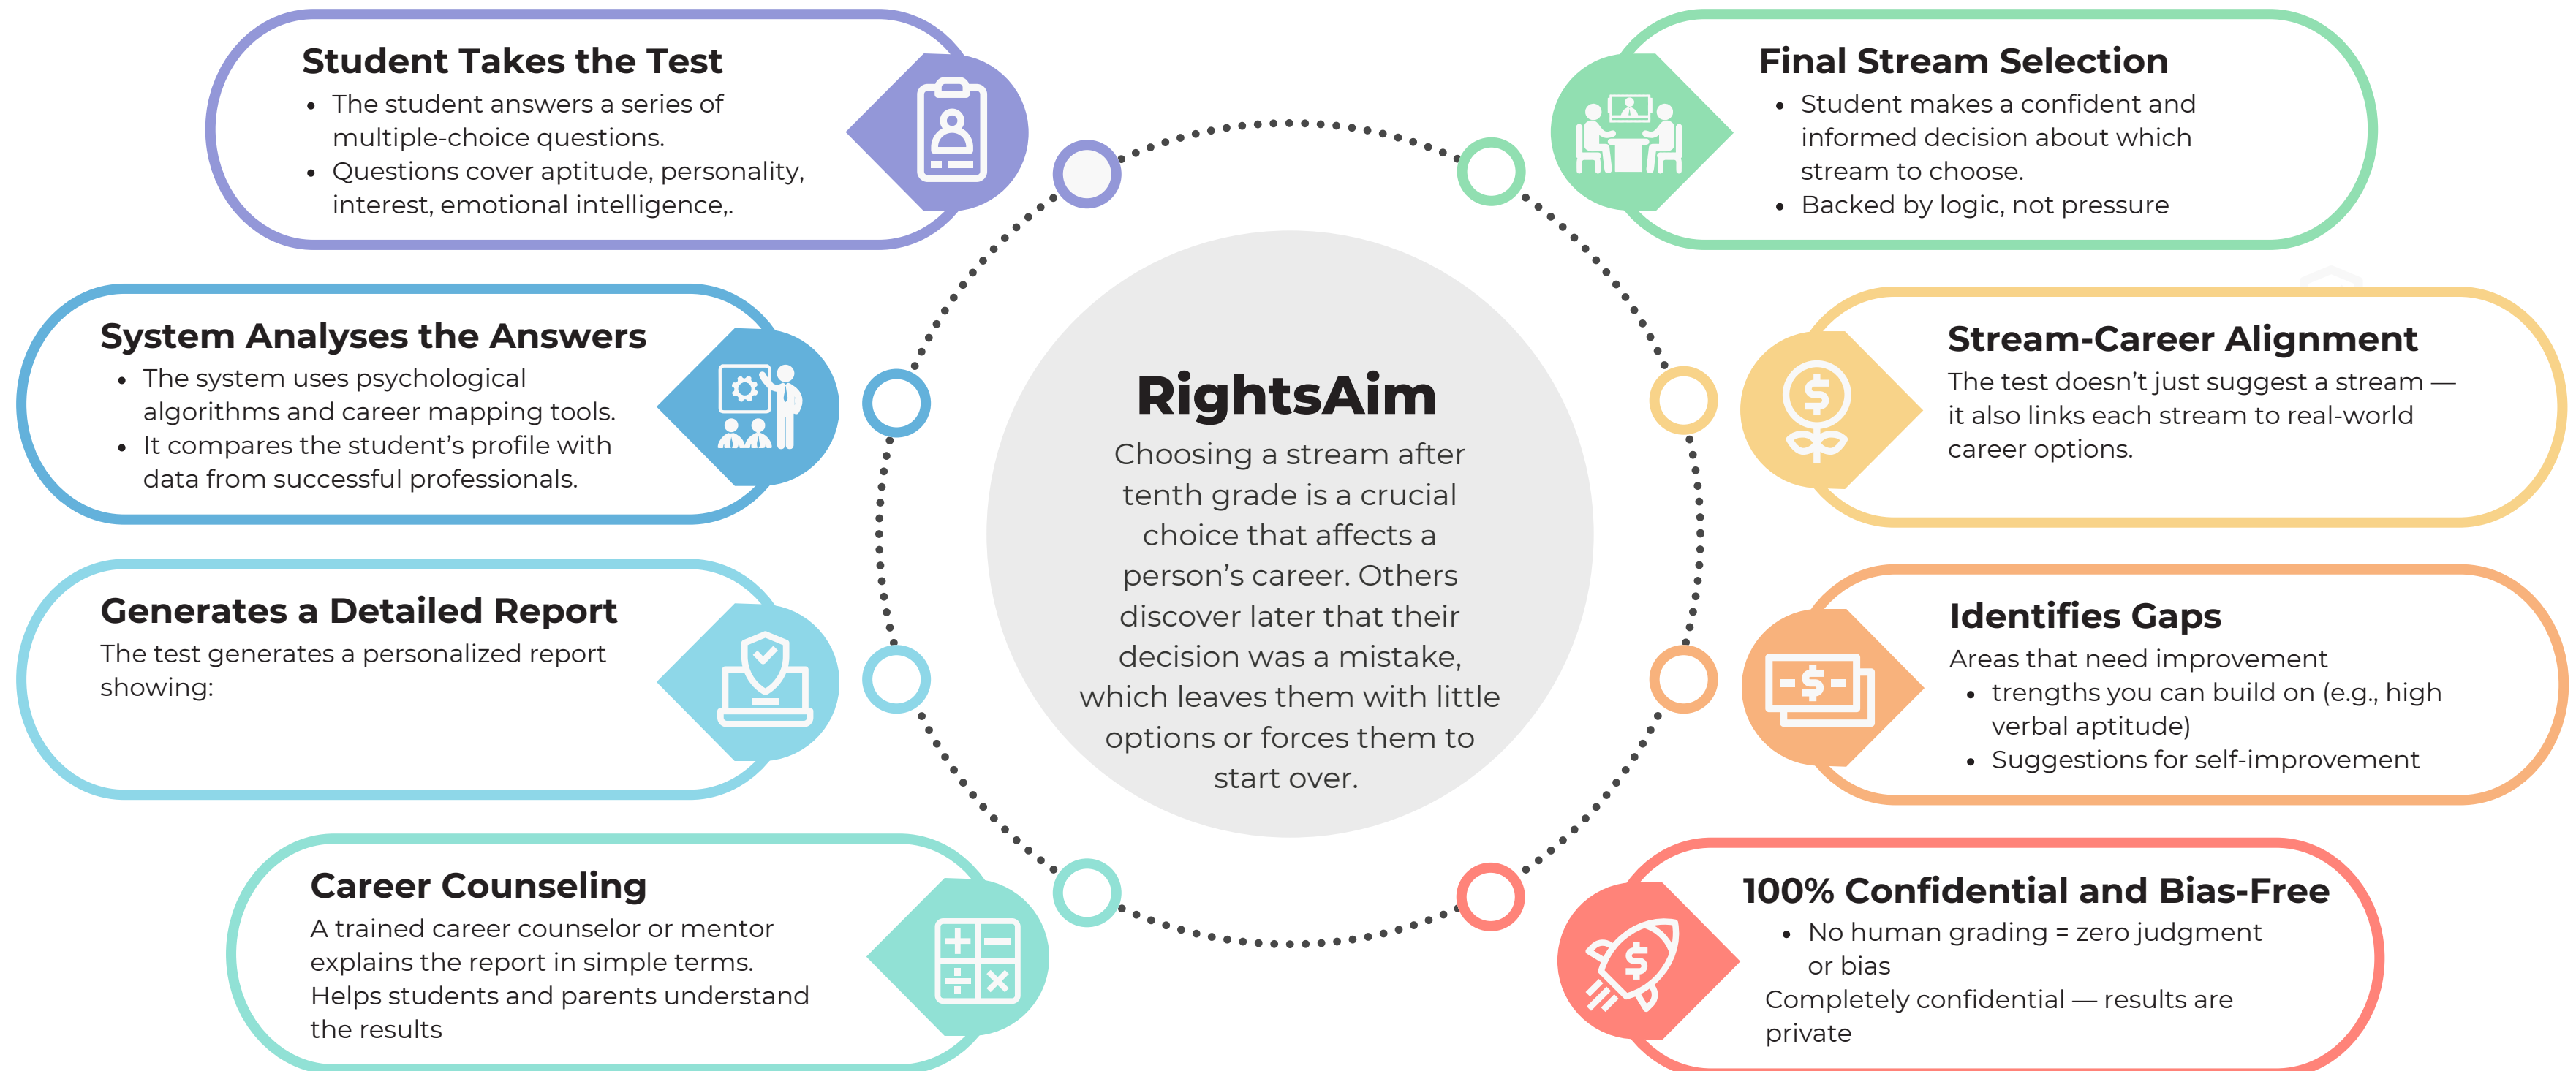 Student Takes the Test
• The student answers a series of
multiple-choice questions.
• Questions cover aptitude, personality,
interest, emotional intelligence,.
System Analyses the Answers
• The system uses psychological
algorithms and career mapping tools.
• It compares the student's profile with
data from successful professionals.
Generates a Detailed Report
The test generates a personalized report
showing:
Career Counseling
A trained career counselor or mentor
explains the report in simple terms.
Helps students and parents understand
the results
RightsAim
Choosing a stream after
tenth grade is a crucial
choice that affects a
person's career. Others
discover later that their
decision was a mistake,
which leaves them with little
options or forces them to
start over.
Final Stream Selection
• Student makes a confident and
informed decision about which
stream to choose.
• Backed by logic, not pressure
Stream-Career Alignment
The test doesn't just suggest a stream —
it also links each stream to real-world
career options.
Identifies Gaps
Areas that need improvement
• trengths you can build on (e.g., high
verbal aptitude)
• Suggestions for self-improvement
100% Confidential and Bias-Free
• No human grading = zero judgment
or bias
Completely confidential — results are
private